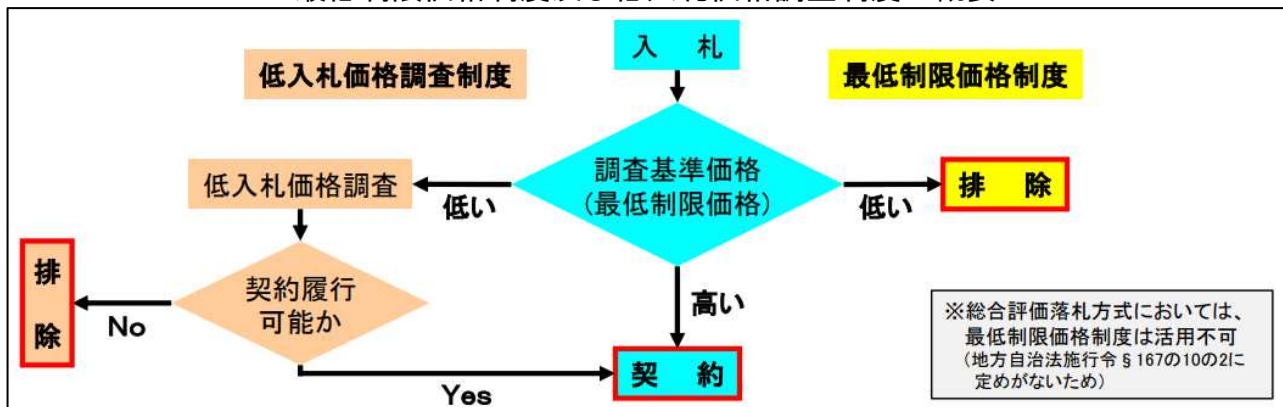 入 札
低入札価格調査制度
最低制限価格制度
調査基準価格
(最低制限価格)
低入札価格調査
低い
低い
排 除
高い
契約履行
可能か
排
除
No
Yes
契 約
※総合評価落札方式においては、
最低制限価格制度は活用不可
(地方自治法施行令§167の10の2に
定めがないため)